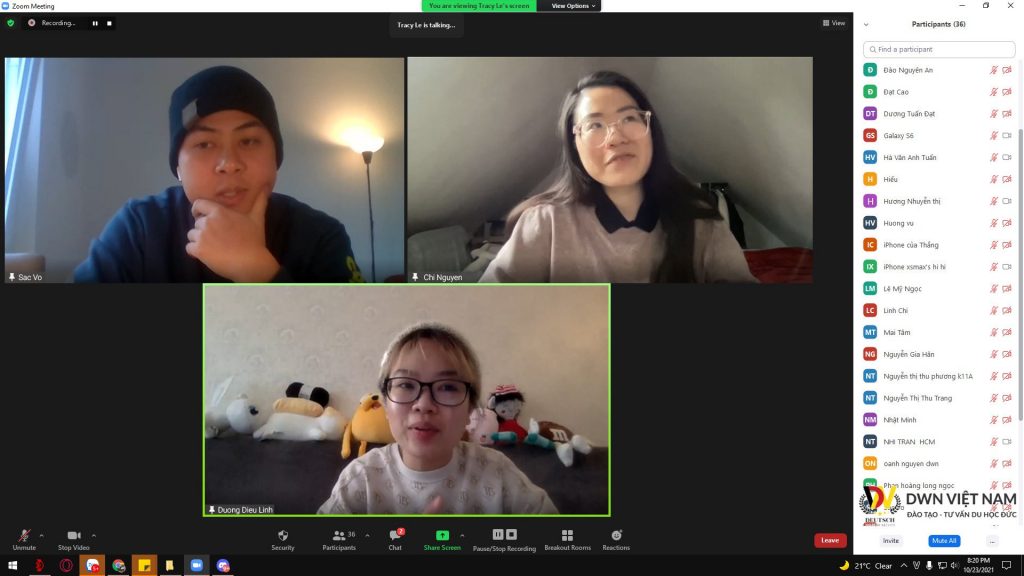 Zoom Meeting
You are viewing Tracy Le's screen
View Options
Recording...
Tracy Le is talking...
View
Participants (36)
Find a participant
Đ Đào Nguyên An
Đ Đạt Cao
DT Dương Tuấn Đạt
GS Galaxy S6
HV Hà Văn Anh Tuấn
H Hiếu
H Hương Nhuyễn thị
HV Huong vu
IC iPhone của Thắng
IX iPhone xsmax's hi hi
LM Lê Mỹ Ngọc
LC Linh Chi
MT Mai Tâm
NG Nguyễn Gia Hân
NT Nguyễn thị thu phương k11A
NT Nguyễn Thị Thu Trang
NM Nhật Minh
NT NHI TRAN HCM
ON oanh nguyen dwn
PH Phan hoàng long ngọc
Sac Vo
Chi Nguyen
Duong Dieu Linh
DWN VIỆT NAM
ĐÀO TẠO - TƯ VẤN DU HỌC ĐỨC
DEUTSCH
Unmute
Stop Video
Security
36
Participants
2
Chat
Share Screen
Pause/Stop Recording
Breakout Rooms
Reactions
Leave
Invite
Mute All
...
21°C Clear
8:20 PM
10/23/2021